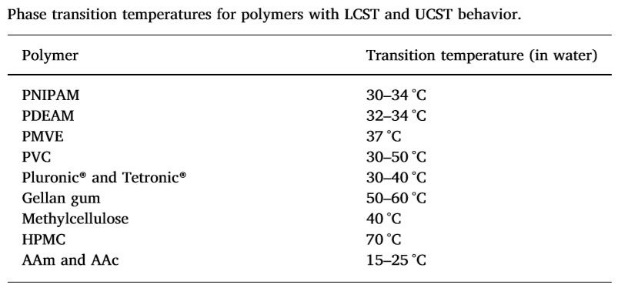 Phase transition temperatures for polymers with LCST and UCST behavior.
Polymer Transition temperature (in water)
PNIPAM 30–34 °C
PDEAM 32–34 °C
PMVE 37 °C
PVC 30–50 °C
Pluronic® and Tetronic® 30–40 °C
Gellan gum 50–60 °C
Methylcellulose 40 °C
HPMC 70 °C
AAm and AAc 15–25 °C